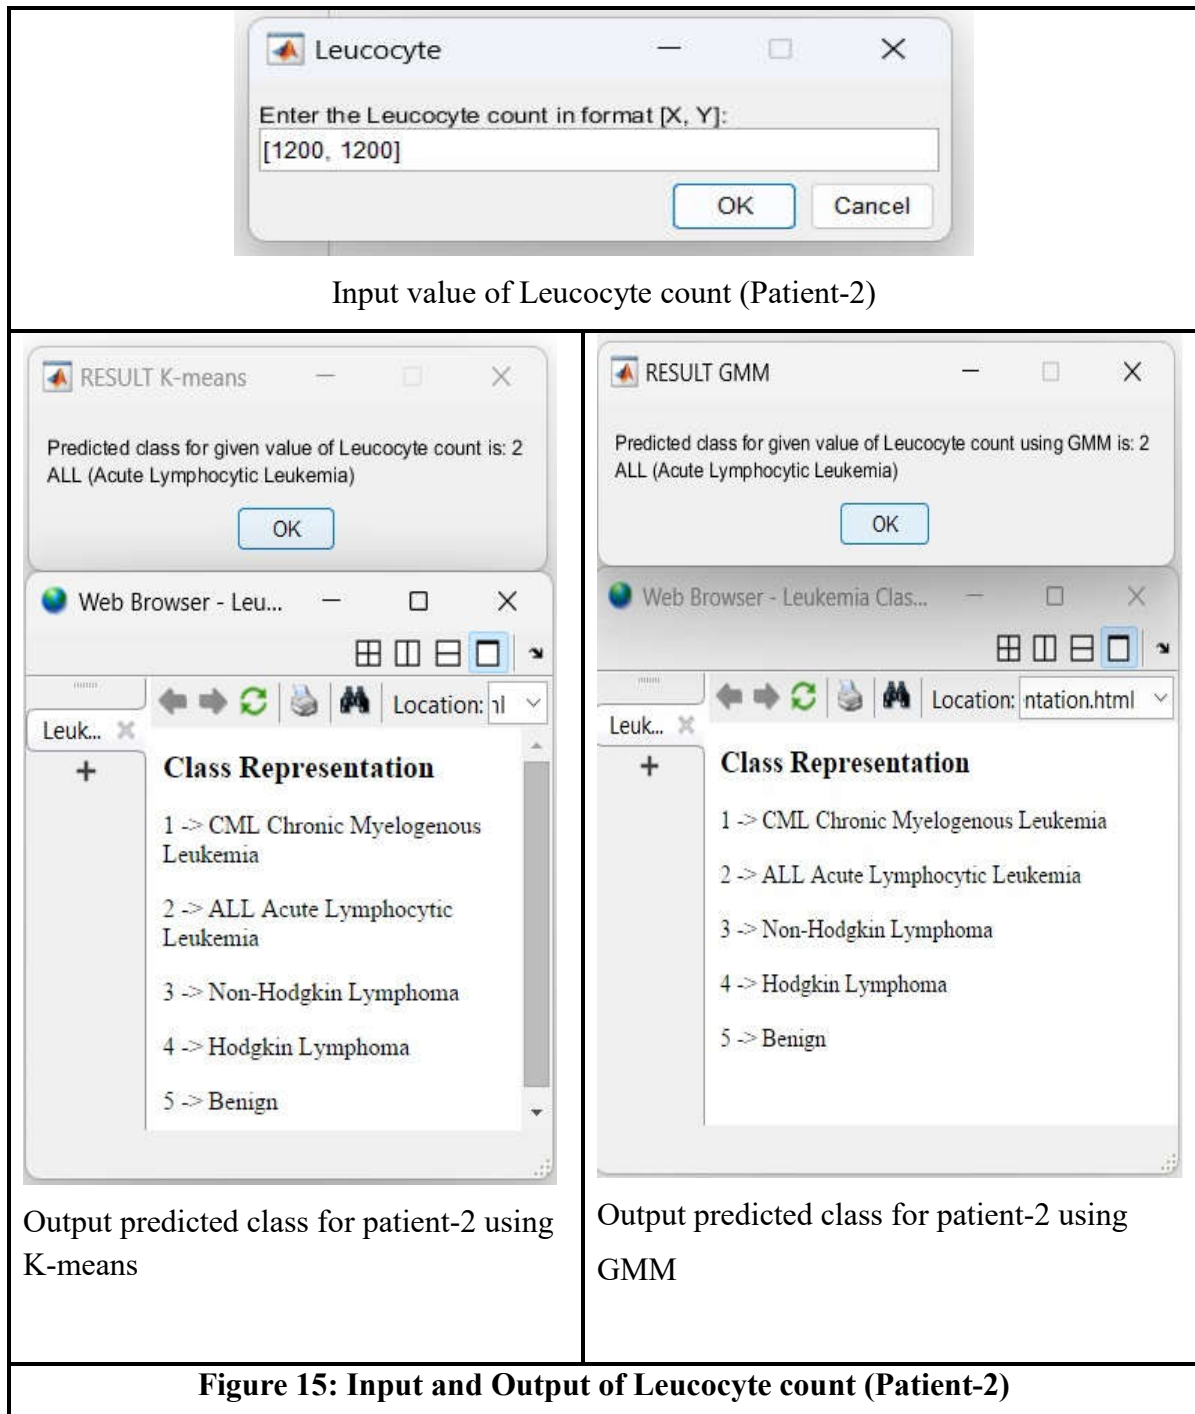 Leucocyte
Enter the Leucocyte count in format [X, Y]:
[1200, 1200]
OK Cancel
Input value of Leucocyte count (Patient-2)
RESULT K-means
Predicted class for given value of Leucocyte count is: 2
ALL (Acute Lymphocytic Leukemia)
OK
Web Browser - Leu...
Location: nl
Leuk...
Class Representation
1 -> CML Chronic Myelogenous
Leukemia
2 -> ALL Acute Lymphocytic
Leukemia
3 -> Non-Hodgkin Lymphoma
4 -> Hodgkin Lymphoma
5 -> Benign
Output predicted class for patient-2 using
K-means
RESULT GMM
Predicted class for given value of Leucocyte count using GMM is: 2
ALL (Acute Lymphocytic Leukemia)
OK
Web Browser - Leukemia Clas...
Location: ntation.html
Leuk...
Class Representation
1 -> CML Chronic Myelogenous Leukemia
2 -> ALL Acute Lymphocytic Leukemia
3 -> Non-Hodgkin Lymphoma
4 -> Hodgkin Lymphoma
5 -> Benign
Output predicted class for patient-2 using
GMM
Figure 15: Input and Output of Leucocyte count (Patient-2)